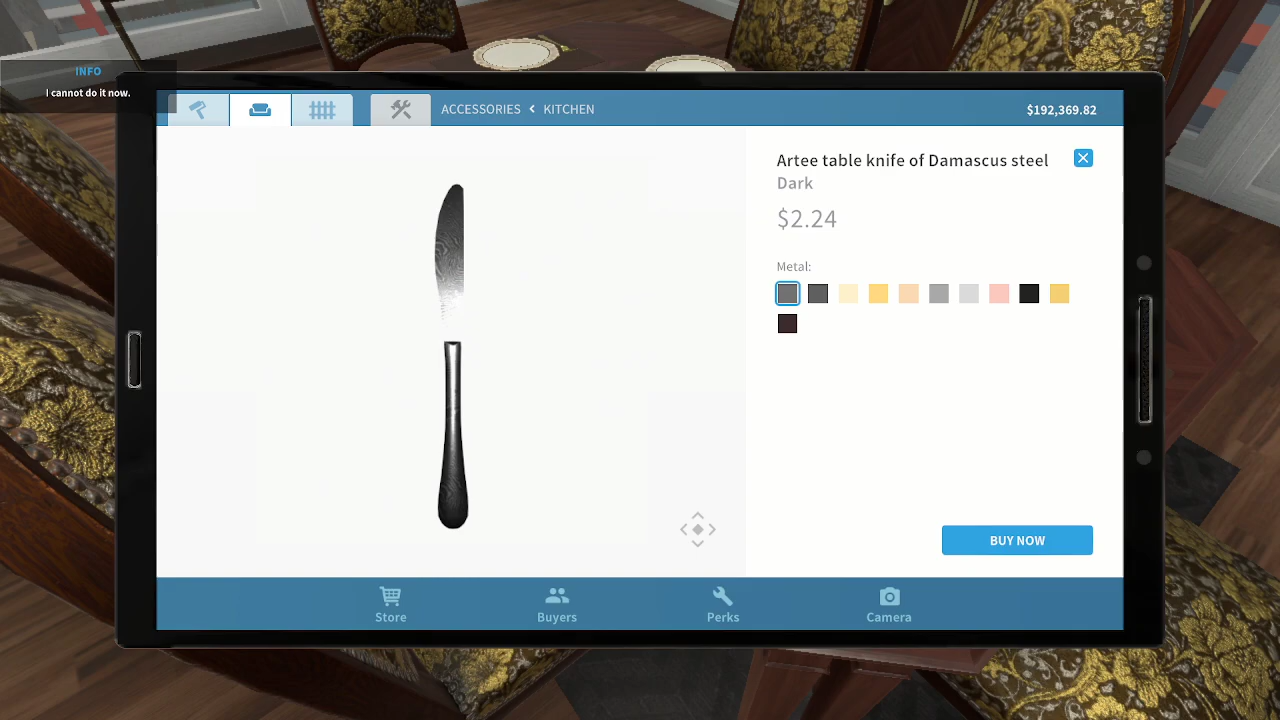 INFO
I cannot do it now.
ACCESSORIES < KITCHEN
$192,369.82
Artee table knife of Damascus steel
Dark
$2.24
Metal:
BUY NOW
Store
Buyers
Perks
Camera